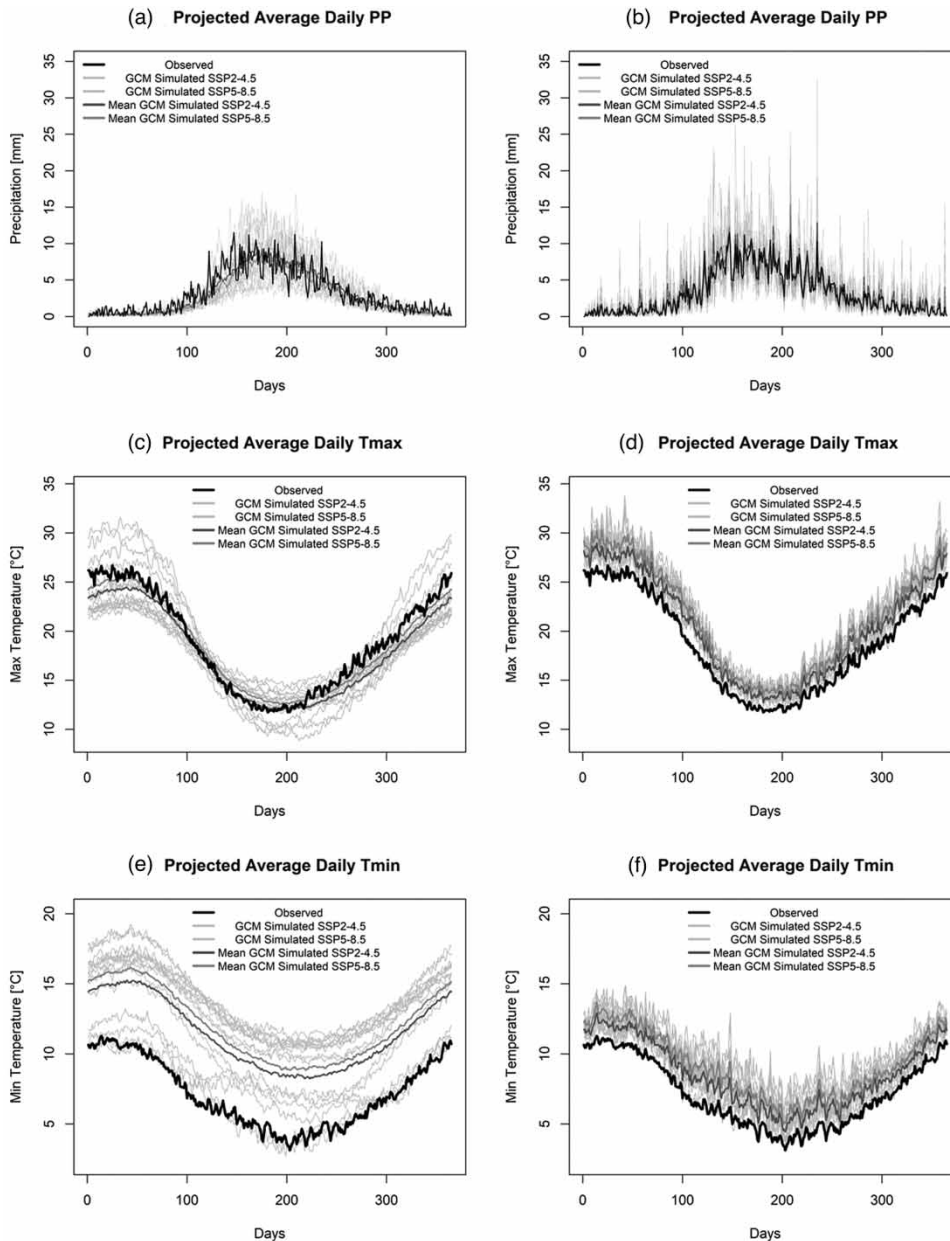 (a) Projected Average Daily PP
Observed
GCM Simulated SSP2-4.5
GCM Simulated SSP5-8.5
Mean GCM Simulated SSP2-4.5
Mean GCM Simulated SSP5-8.5
Precipitation [mm]
35
30
25
20
15
10
5
0
0 100 200 300
Days
(b) Projected Average Daily PP
Observed
GCM Simulated SSP2-4.5
GCM Simulated SSP5-8.5
Mean GCM Simulated SSP2-4.5
Mean GCM Simulated SSP5-8.5
Precipitation [mm]
35
30
25
20
15
10
5
0
0 100 200 300
Days
(c) Projected Average Daily Tmax
Observed
GCM Simulated SSP2-4.5
GCM Simulated SSP5-8.5
Mean GCM Simulated SSP2-4.5
Mean GCM Simulated SSP5-8.5
Max Temperature [°C]
35
30
25
20
15
10
0 100 200 300
Days
(d) Projected Average Daily Tmax
Observed
GCM Simulated SSP2-4.5
GCM Simulated SSP5-8.5
Mean GCM Simulated SSP2-4.5
Mean GCM Simulated SSP5-8.5
Max Temperature [°C]
35
30
25
20
15
10
0 100 200 300
Days
(e) Projected Average Daily Tmin
Observed
GCM Simulated SSP2-4.5
GCM Simulated SSP5-8.5
Mean GCM Simulated SSP2-4.5
Mean GCM Simulated SSP5-8.5
Min Temperature [°C]
20
15
10
5
0 100 200 300
Days
(f) Projected Average Daily Tmin
Observed
GCM Simulated SSP2-4.5
GCM Simulated SSP5-8.5
Mean GCM Simulated SSP2-4.5
Mean GCM Simulated SSP5-8.5
Min Temperature [°C]
20
15
10
5
0 100 200 300
Days